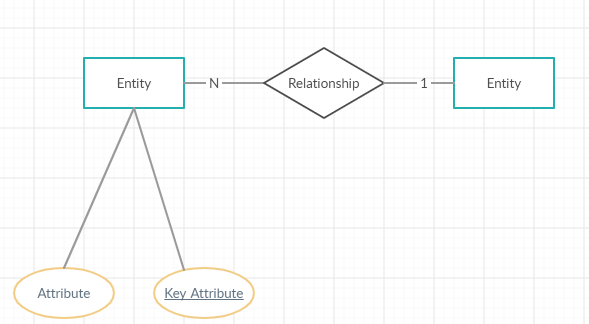 Entity
N
Relationship
1
Entity
Attribute
Key Attribute